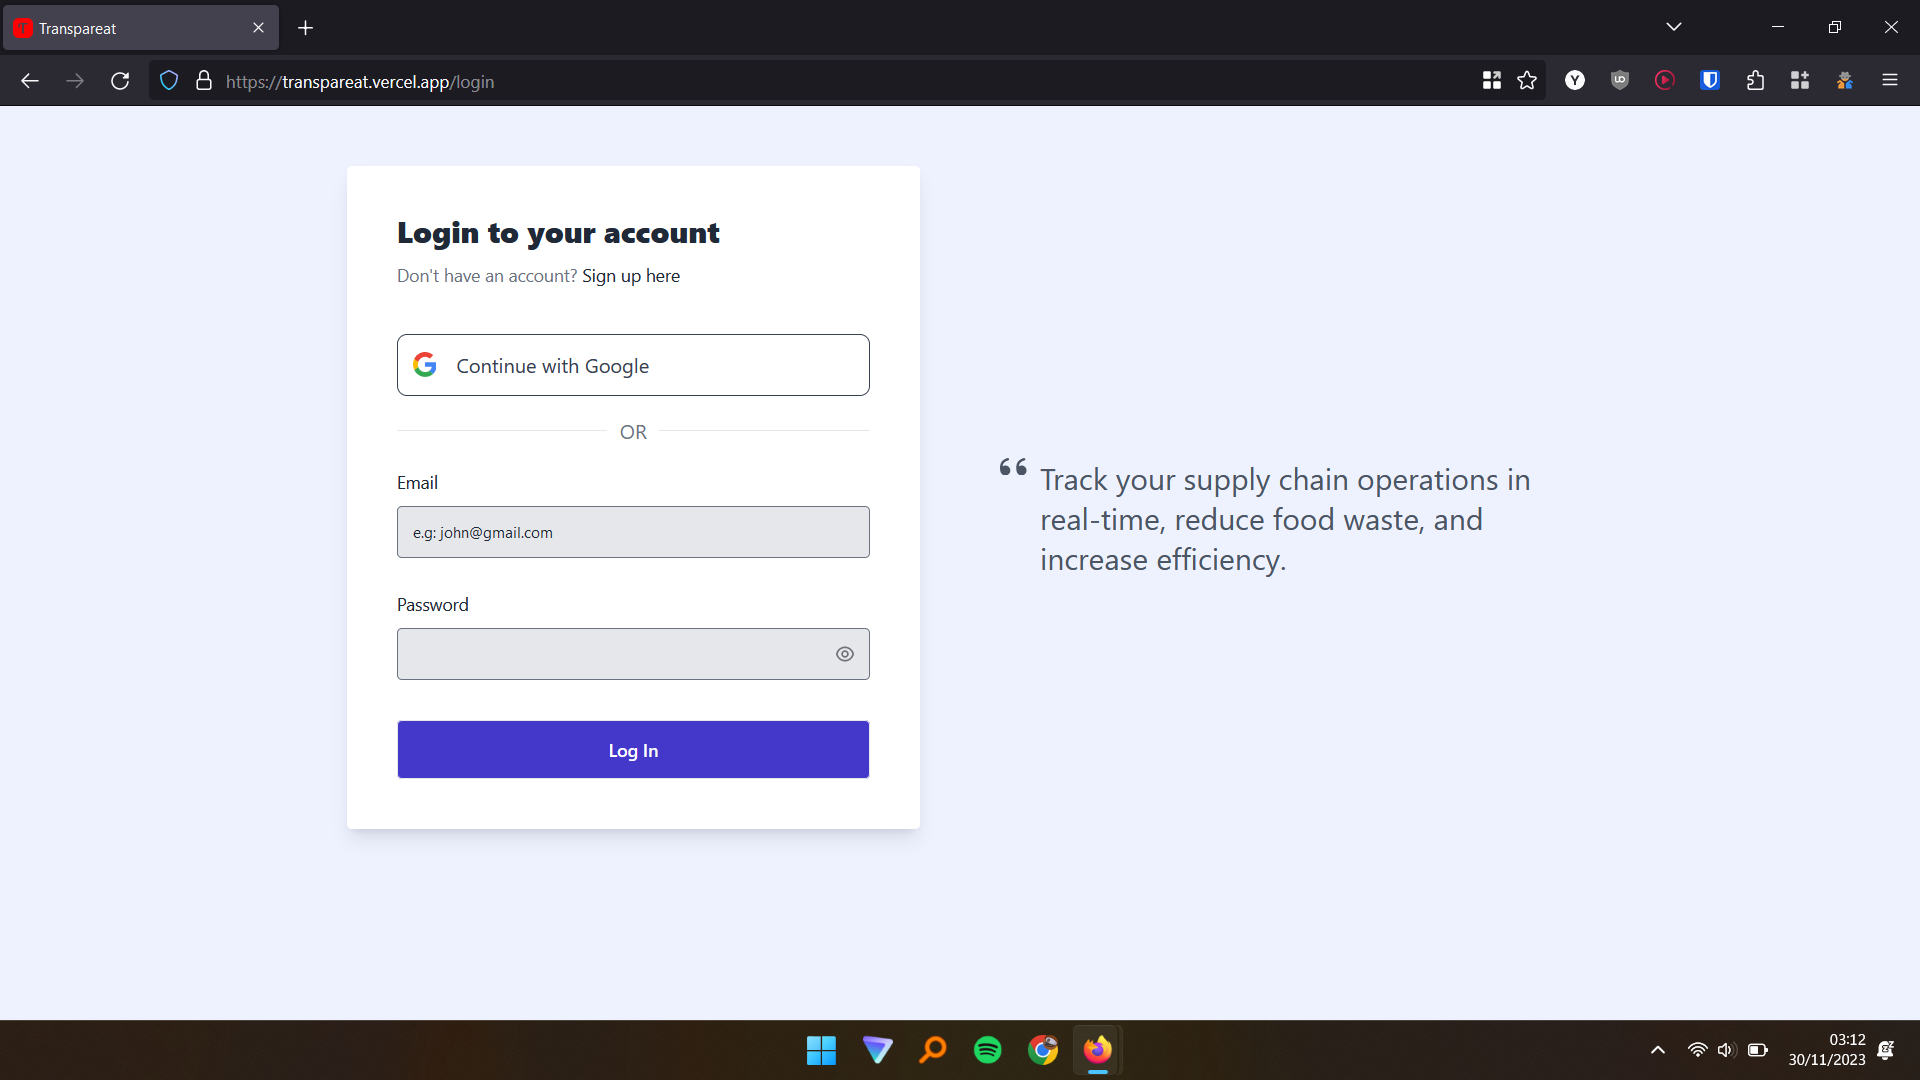 Transpareat
https://transpareat.vercel.app/login
Login to your account
Don't have an account? Sign up here
Continue with Google
OR
Email
e.g: john@gmail.com
Password
Log In
“ Track your supply chain operations in
real-time, reduce food waste, and
increase efficiency.
03:12
30/11/2023